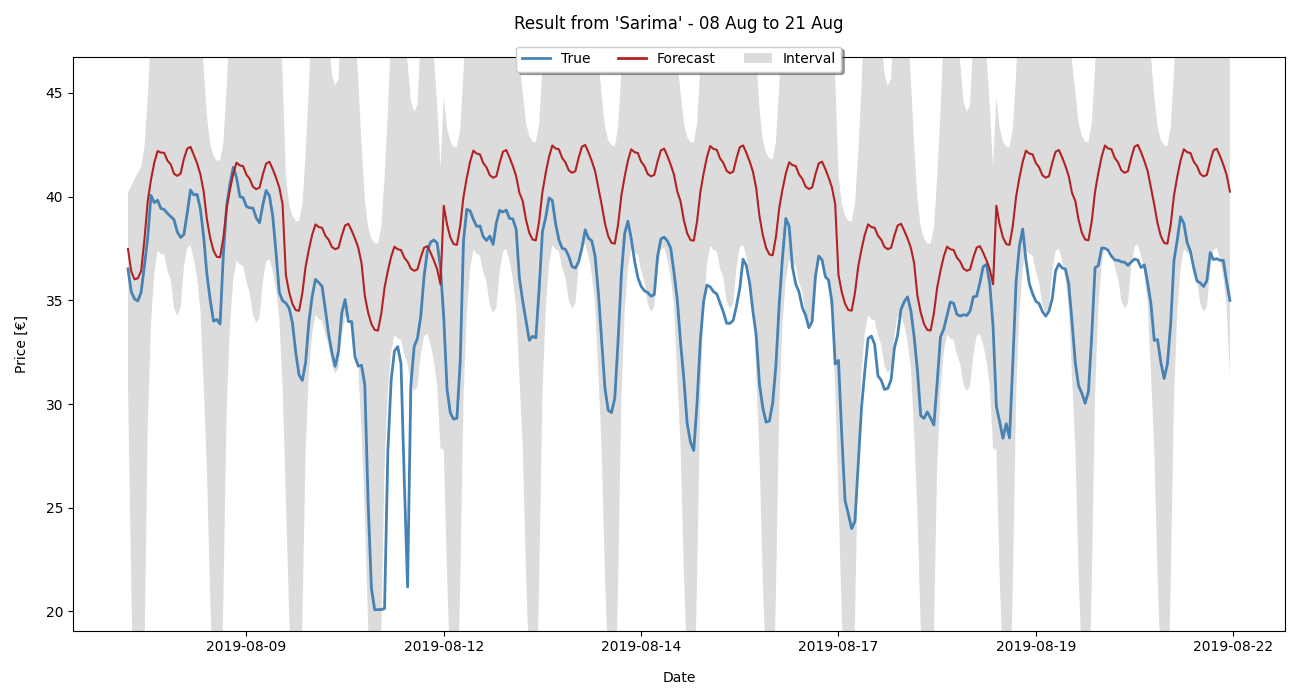 Result from 'Sarima' - 08 Aug to 21 Aug
True Forecast Interval
45
40
35
30
25
20
Price [€]
2019-08-09 2019-08-12 2019-08-14 2019-08-17 2019-08-19 2019-08-22
Date